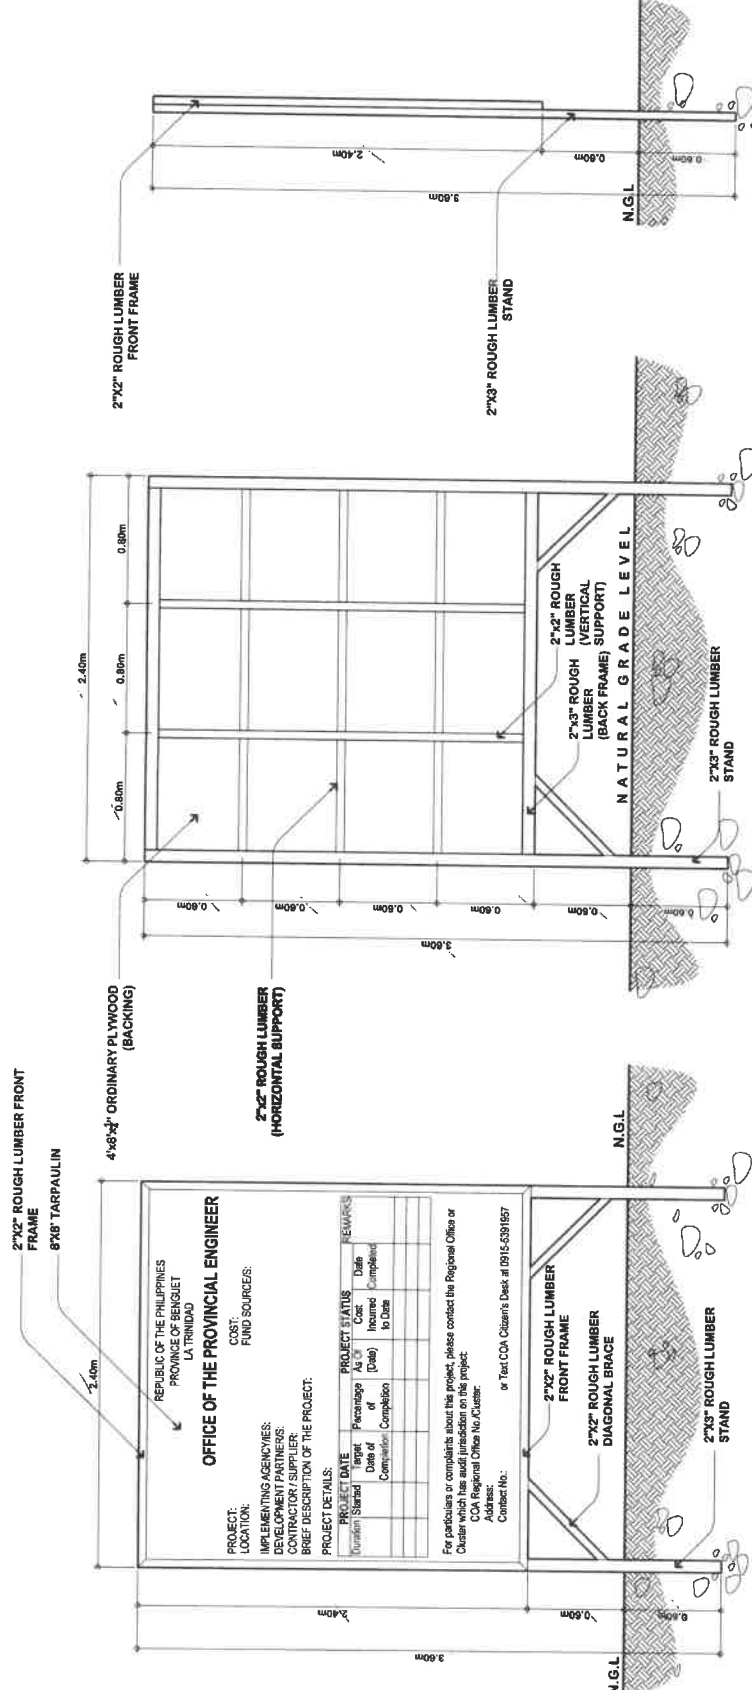 2"X2" ROUGH LUMBER FRONT
FRAME
8'X8' TARPAULIN
2.40m
REPUBLIC OF THE PHILIPPINES
PROVINCE OF BENGUET
LA TRINIDAD
OFFICE OF THE PROVINCIAL ENGINEER
PROJECT:
LOCATION:
COST:
FUND SOURCE/S:
IMPLEMENTING AGENCY/IES:
DEVELOPMENT PARTNER/S:
CONTRACTOR / SUPPLIER:
BRIEF DESCRIPTION OF THE PROJECT:
PROJECT DETAILS:
PROJECT DATE
PROJECT STATUS
REMARKS
Duration
Started
Target
Date of
Completion
Percentage
of
Completion
As Of
(Date)
Cost
Incurred
to Date
Date
Completed
For particulars or complaints about this project, please contact the Regional Office or
Cluster which has audit jurisdiction on this project:
COA Regional Office No./Cluster:
Address:
Contact No.:
or Text COA Citizen's Desk at 0915-5391957
2.40m
0.60m
0.60m
3.60m
N.G.L
N.G.L
2"X2" ROUGH LUMBER
FRONT FRAME
2"X2" ROUGH LUMBER
DIAGONAL BRACE
2"X3" ROUGH LUMBER
STAND
2.40m
0.80m
0.80m
0.80m
4'x8'x¼" ORDINARY PLYWOOD
(BACKING)
2"x2" ROUGH LUMBER
(HORIZONTAL SUPPORT)
0.60m
0.60m
0.60m
0.60m
0.60m
0.60m
3.60m
2"x3" ROUGH
LUMBER
(BACK FRAME)
2"x2" ROUGH
LUMBER
(VERTICAL
SUPPORT)
NATURAL GRADE LEVEL
2"X3" ROUGH LUMBER
STAND
2"X2" ROUGH LUMBER
FRONT FRAME
2"X3" ROUGH LUMBER
STAND
2.40m
0.60m
0.60m
3.60m
N.G.L